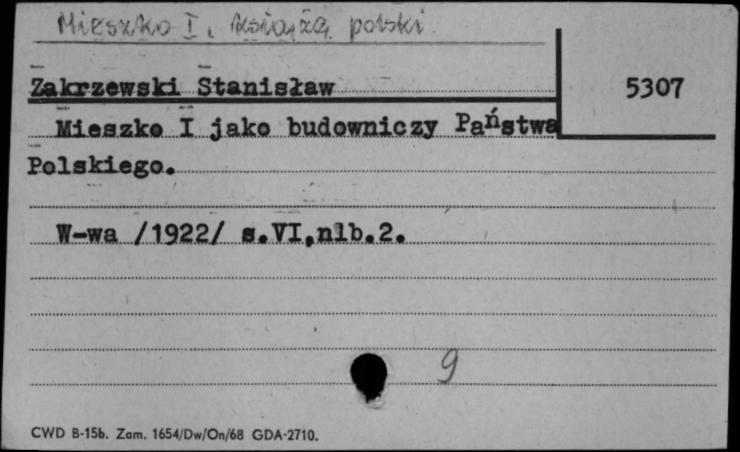 Mieszko I, książę polski.
Zakrzewski Stanisław
5307
Mieszko I jako budowniczy Państwa
Polskiego.
W-wa /1922/ s.VI,nlb.2.
9
CWD B-15b. Zam. 1654/Dw/On/68 GDA-2710.